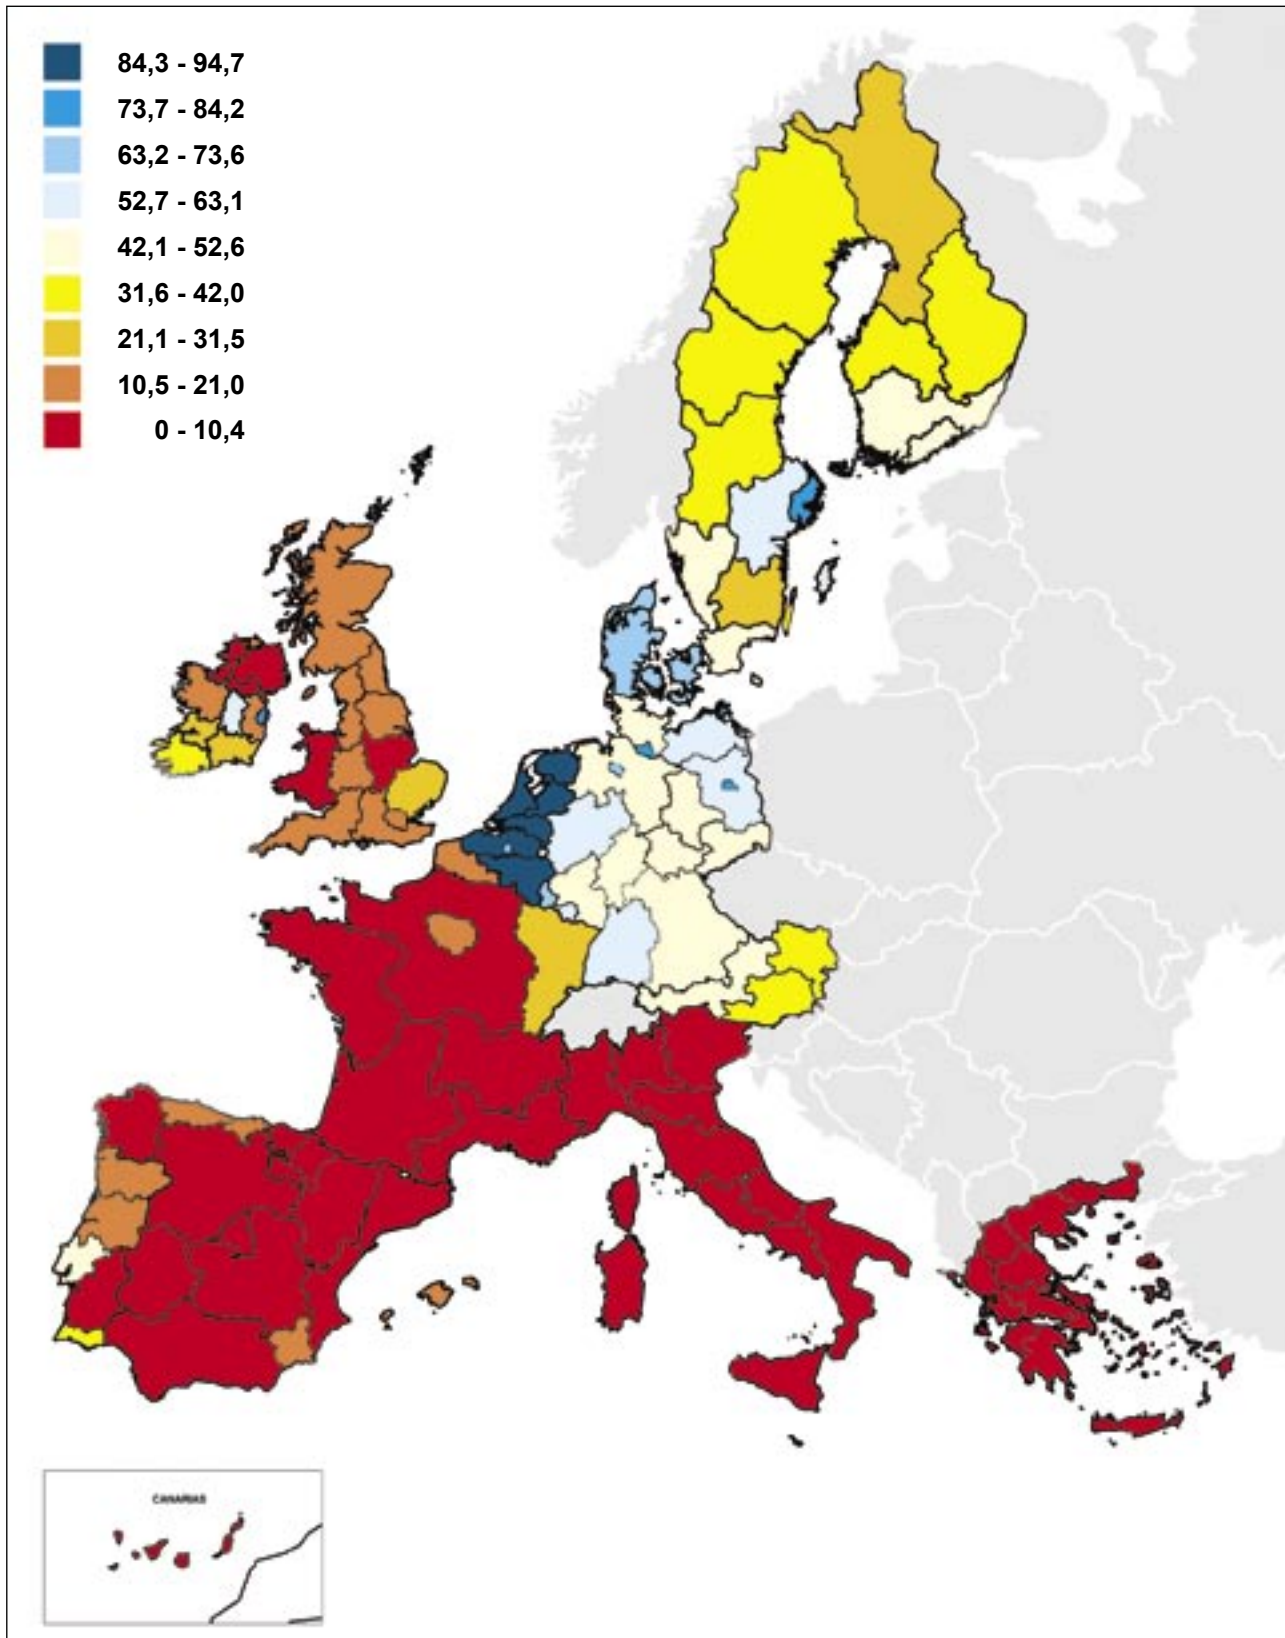 84,3 - 94,7
73,7 - 84,2
63,2 - 73,6
52,7 - 63,1
42,1 - 52,6
31,6 - 42,0
21,1 - 31,5
10,5 - 21,0
0 - 10,4
CANARIAS